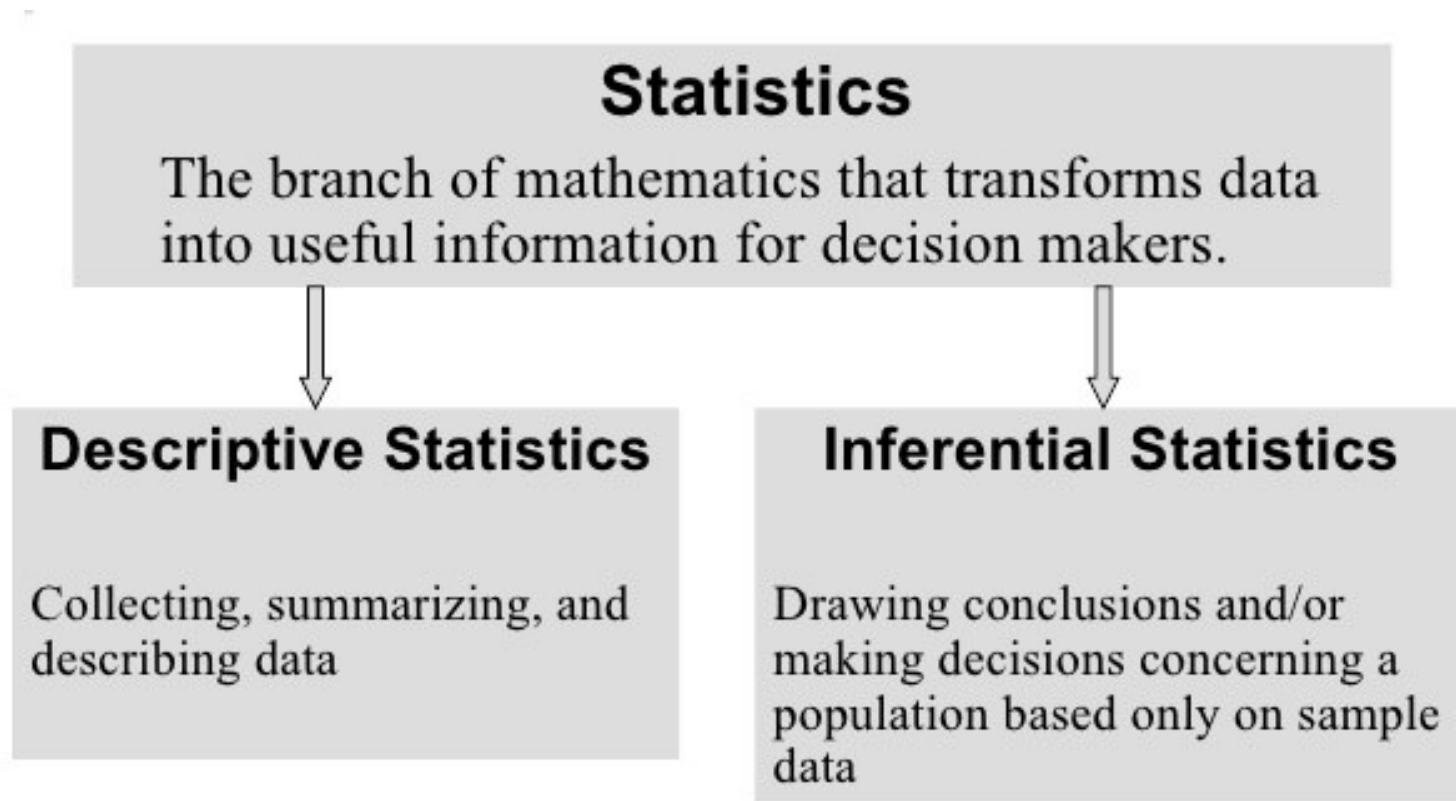 Statistics
The branch of mathematics that transforms data
into useful information for decision makers.
Descriptive Statistics
Collecting, summarizing, and
describing data
Inferential Statistics
Drawing conclusions and/or
making decisions concerning a
population based only on sample
data